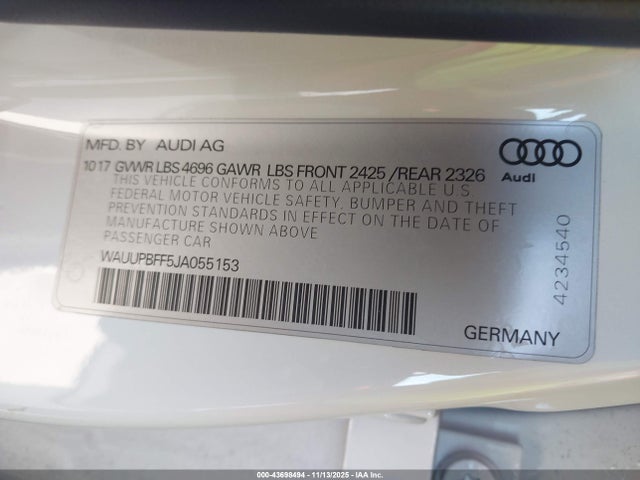 MFD. BY AUDI AG
10 17 GVWR LBS 4696 GAWR LBS FRONT 2425 /REAR 2326
THIS VEHICLE CONFORMS TO ALL APPLICABLE U.S.
FEDERAL MOTOR VEHICLE SAFETY, BUMPER AND THEFT
PREVENTION STANDARDS IN EFFECT ON THE DATE OF
MANUFACTURE SHOWN ABOVE
PASSENGER CAR
WAUUPBFF5JA055153
Audi
4234540
GERMANY
000-43698494 | 11/13/2025 - IAAI Inc.